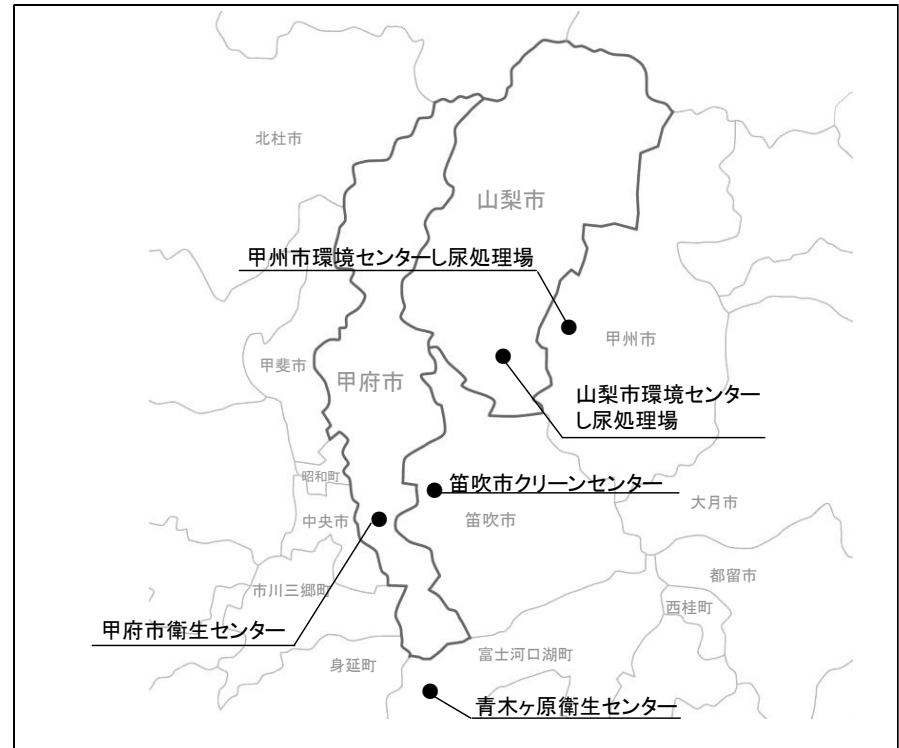 北杜市
山梨市
甲州市環境センターし尿処理場
甲州市
甲斐市
甲府市
山梨市環境センター
し尿処理場
昭和町
笛吹市クリーンセンター
大月市
中央市
笛吹市
都留市
市川三郷町
西桂町
甲府市衛生センター
身延町
富士河口湖町
青木ヶ原衛生センター